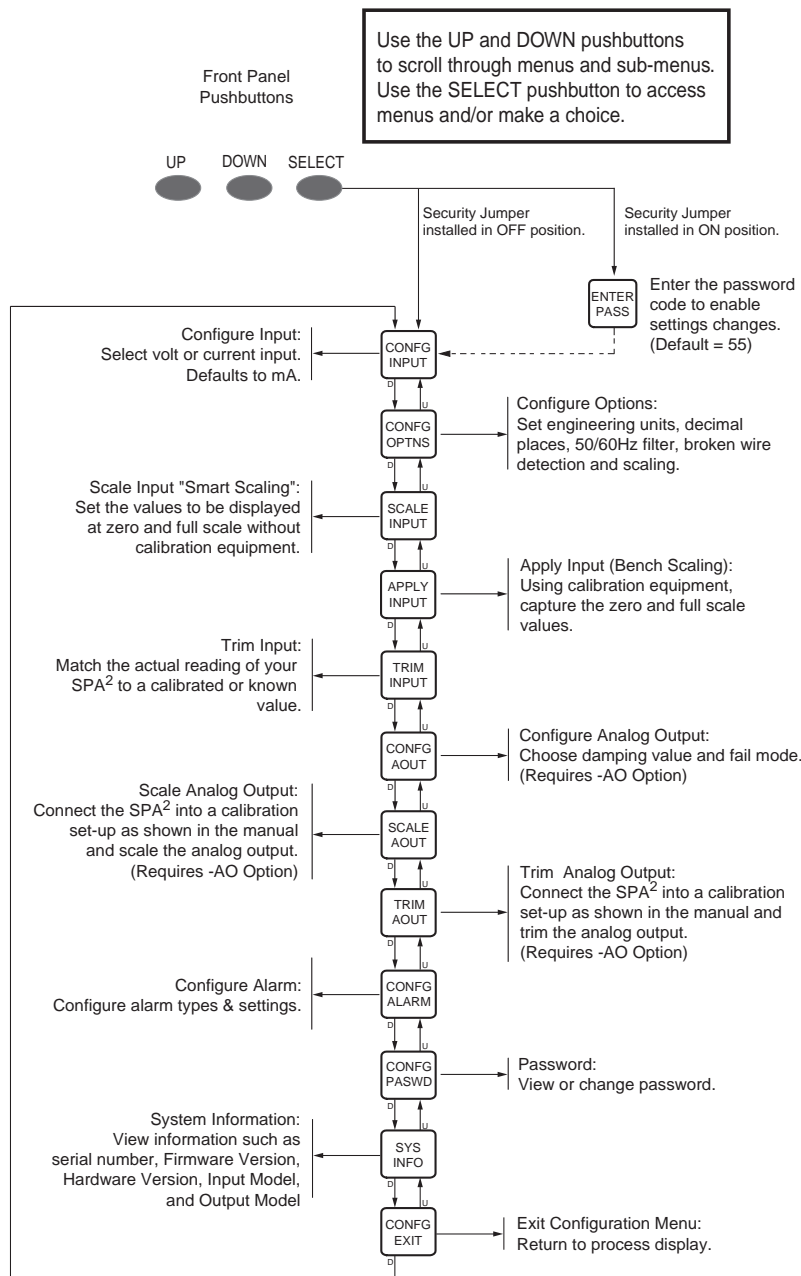 Use the UP and DOWN pushbuttons
to scroll through menus and sub-menus.
Use the SELECT pushbutton to access
menus and/or make a choice.
Front Panel
Pushbuttons
UP
DOWN
SELECT
Security Jumper
installed in OFF position.
Security Jumper
installed in ON position.
ENTER
PASS
Enter the password
code to enable
settings changes.
(Default = 55)
Configure Input:
Select volt or current input.
Defaults to mA.
CONFG
INPUT
D
U
CONFG
OPTNS
Configure Options:
Set engineering units, decimal
places, 50/60Hz filter, broken wire
detection and scaling.
D
U
Scale Input "Smart Scaling":
Set the values to be displayed
at zero and full scale without
calibration equipment.
SCALE
INPUT
D
U
APPLY
INPUT
Apply Input (Bench Scaling):
Using calibration equipment,
capture the zero and full scale
values.
D
U
Trim Input:
Match the actual reading of your
SPA2 to a calibrated or known
value.
TRIM
INPUT
D
U
CONFG
AOUT
Configure Analog Output:
Choose damping value and fail mode.
(Requires -AO Option)
D
U
Scale Analog Output:
Connect the SPA2 into a calibration
set-up as shown in the manual
and scale the analog output.
(Requires -AO Option)
SCALE
AOUT
D
U
TRIM
AOUT
Trim  Analog Output:
Connect the SPA2 into a calibration
set-up as shown in the manual and
trim the analog output.
(Requires -AO Option)
D
U
Configure Alarm:
Configure alarm types & settings.
CONFG
ALARM
D
U
CONFG
PASWD
Password:
View or change password.
D
U
System Information:
View information such as
serial number, Firmware Version,
Hardware Version, Input Model,
and Output Model
SYS
INFO
D
U
CONFG
EXIT
Exit Configuration Menu:
Return to process display.
D